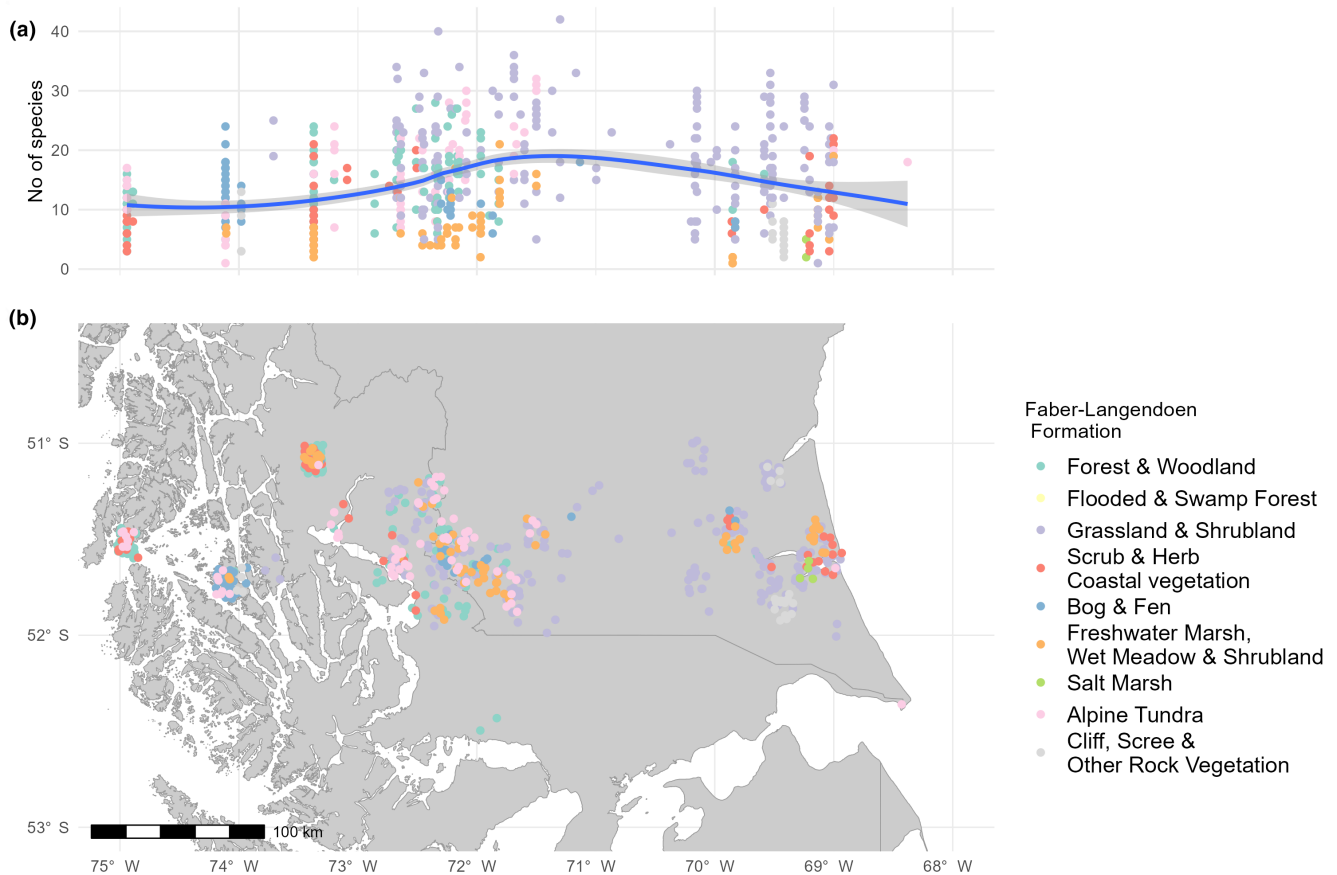 (a)
No of species
40
30
20
10
0
(b)
51° S
52° S
53° S
100 km
75° W 74° W 73° W 72° W 71° W 70° W 69° W 68° W
Faber-Langendoen
Formation
Forest & Woodland
Flooded & Swamp Forest
Grassland & Shrubland
Scrub & Herb
Coastal vegetation
Bog & Fen
Freshwater Marsh,
Wet Meadow & Shrubland
Salt Marsh
Alpine Tundra
Cliff, Scree &
Other Rock Vegetation